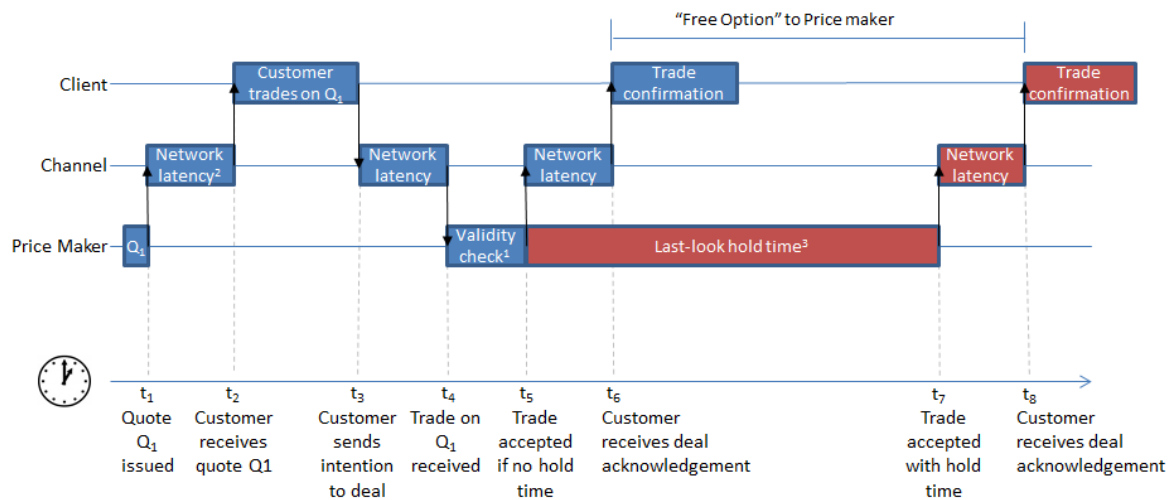 “Free Option” to Price maker
Client
Customer
trades on Q1
Trade
confirmation
Trade
confirmation
Channel
Network
latency2
Network
latency
Network
latency
Network
latency
Price Maker
Q1
Validity
check1
Last-look hold time3
t1
Quote
Q1
issued
t2
Customer
receives
quote Q1
t3
Customer
sends
intention
to deal
t4
Trade on
Q1
received
t5
Trade
accepted
if no hold
time
t6
Customer
receives deal
acknowledgement
t7
Trade
accepted
with hold
time
t8
Customer
receives deal
acknowledgement